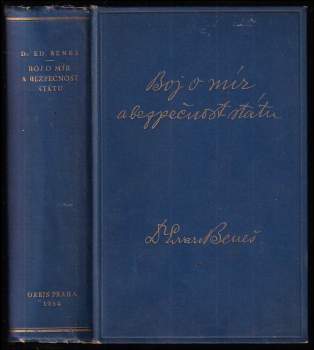 Dr ED. BENEŠ
BOJ O MÍR
A BEZPEČNOST
STÁTU
ORBIS PRAHA
1934
Boj o mír
a bezpečnost státu
Dr Edvard Beneš